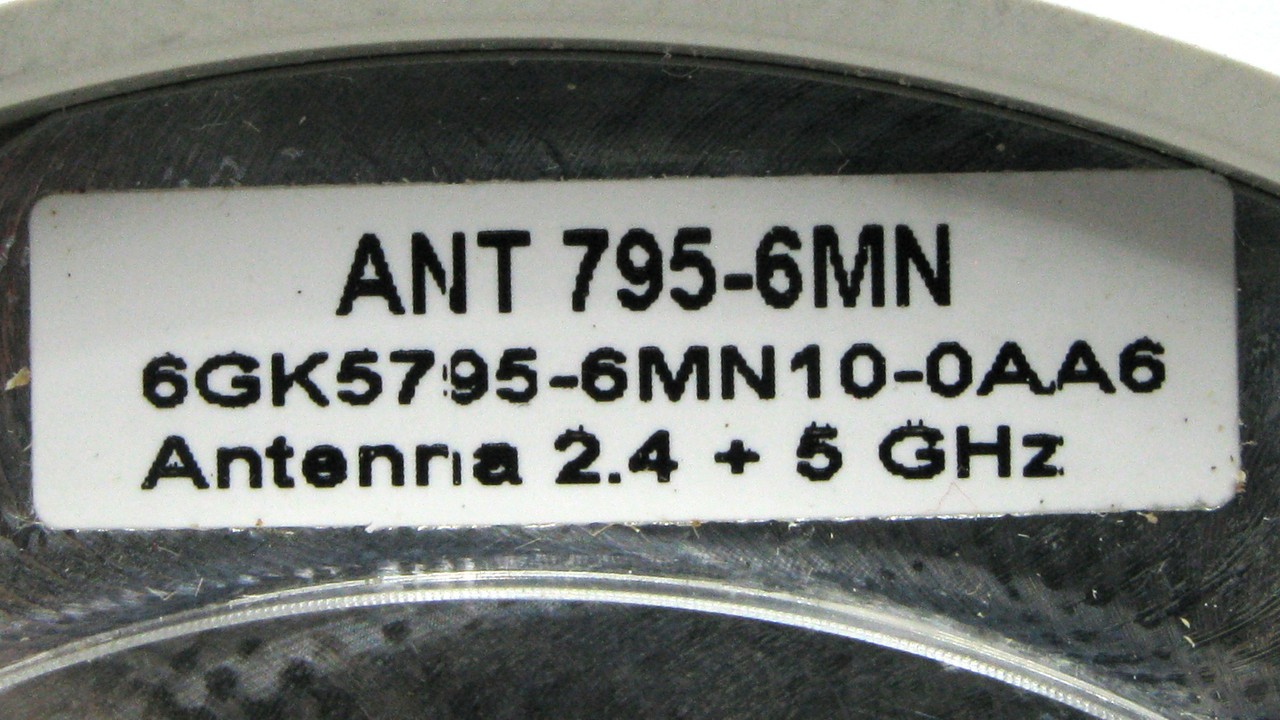 ANT 795-6MN
6GK5795-6MN10-0AA6
Antenna 2.4 + 5 GHz